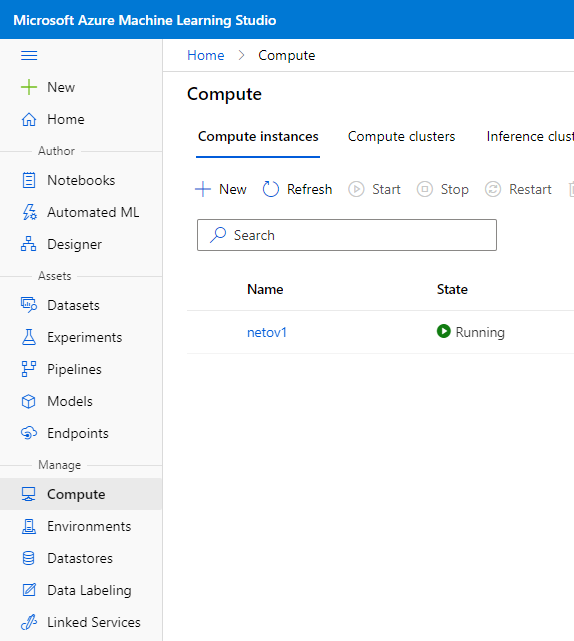 Microsoft Azure Machine Learning Studio
New
Home
Author
Notebooks
Automated ML
Designer
Assets
Datasets
Experiments
Pipelines
Models
Endpoints
Manage
Compute
Environments
Datastores
Data Labeling
Linked Services
Home > Compute
Compute
Compute instances Compute clusters Inference clust
New Refresh Start Stop Restart
Search
Name State
netov1 Running